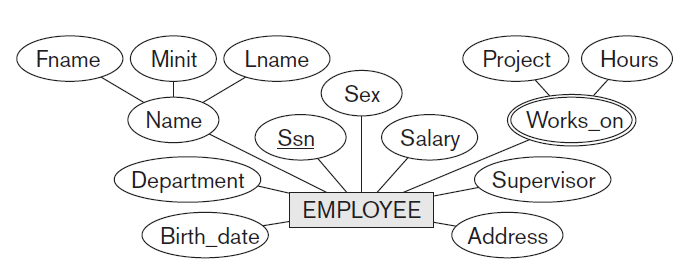 Fname
Minit
Lname
Project
Hours
Sex
Name
Works_on
Ssn
Salary
Department
Supervisor
EMPLOYEE
Birth_date
Address